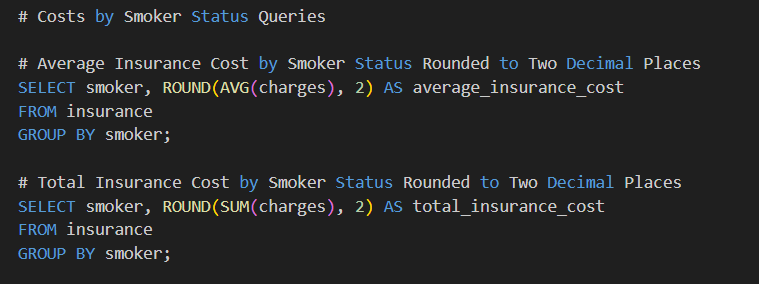 # Costs by Smoker Status Queries
# Average Insurance Cost by Smoker Status Rounded to Two Decimal Places
SELECT smoker, ROUND(AVG(charges), 2) AS average_insurance_cost
FROM insurance
GROUP BY smoker;
# Total Insurance Cost by Smoker Status Rounded to Two Decimal Places
SELECT smoker, ROUND(SUM(charges), 2) AS total_insurance_cost
FROM insurance
GROUP BY smoker;